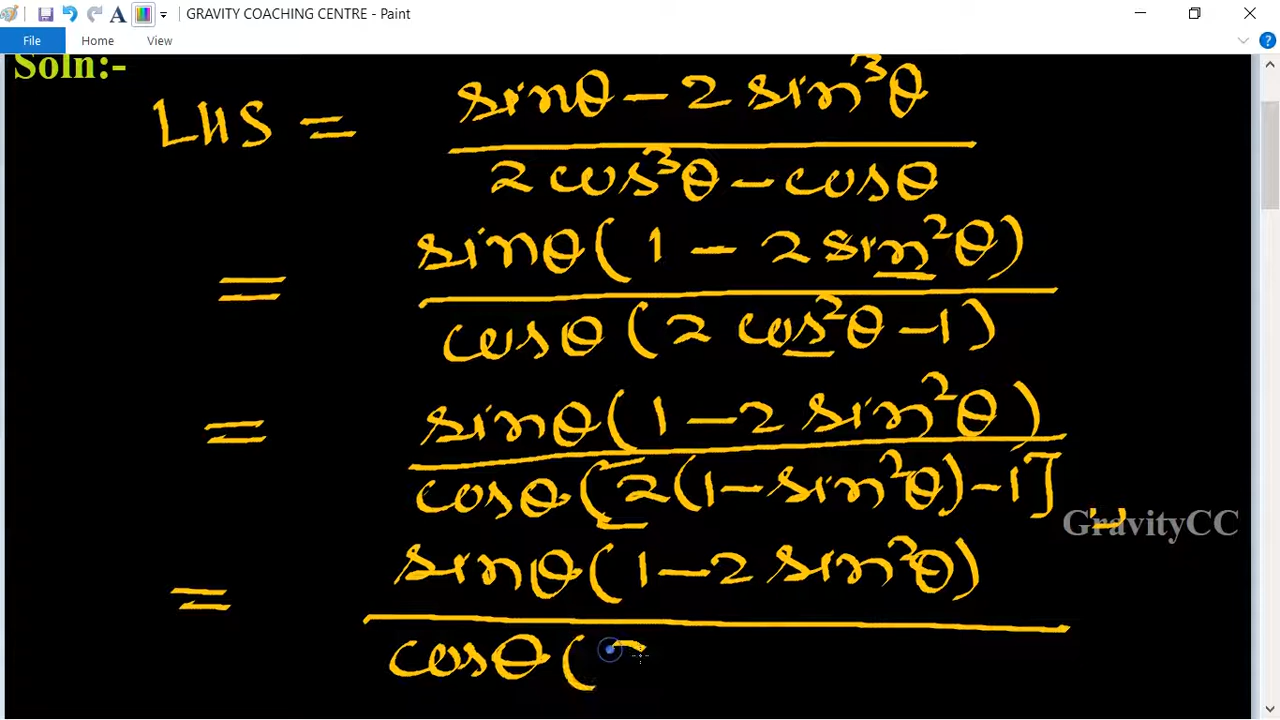 GRAVITY COACHING CENTRE - Paint
File Home View
Soln:-
LHS = sinθ - 2 sin³θ
2 cos³θ - cosθ
= sinθ(1 - 2 sin²θ)
cosθ(2 cos²θ - 1)
= sinθ(1 - 2 sin²θ)
cosθ[2(1 - sin²θ) - 1]
GravityCC
= sinθ(1 - 2 sin²θ)
cosθ(